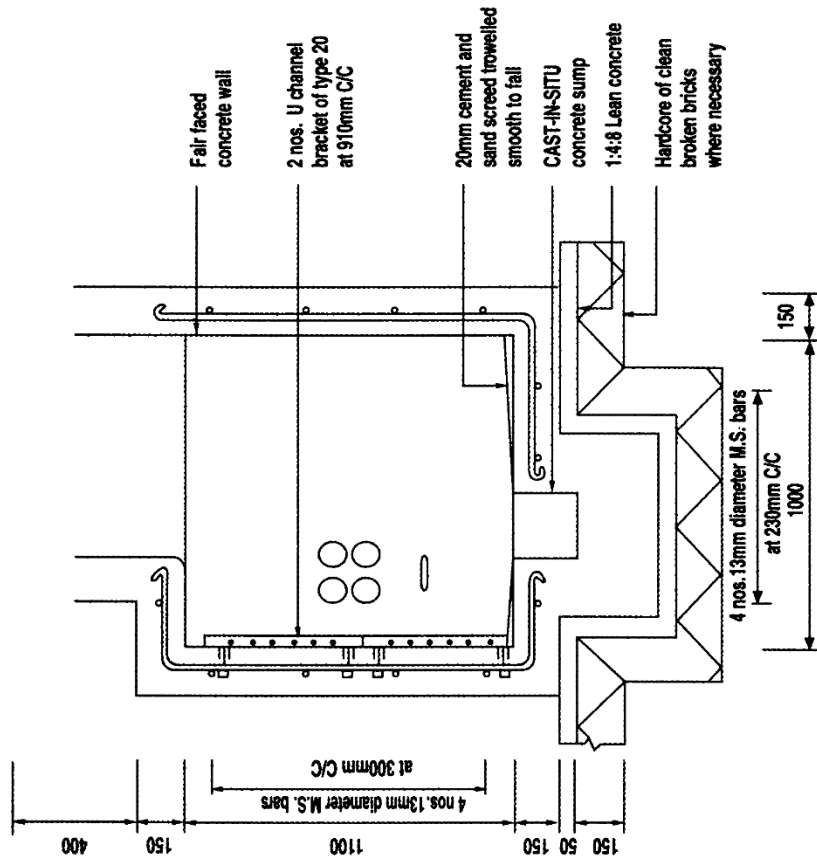 Fair faced
concrete wall
2 nos. U channel
bracket of type 20
at 910mm C/C
20mm cement and
sand screed trowelled
smooth to fall
CAST-IN-SITU
concrete sump
1:4:8 Lean concrete
Hardcore of clean
broken bricks
where necessary
400
150
1100
4 nos.13mm diameter M.S. bars
at 300mm C/C
150
50
150
4 nos.13mm diameter M.S. bars
at 230mm C/C
1000
150